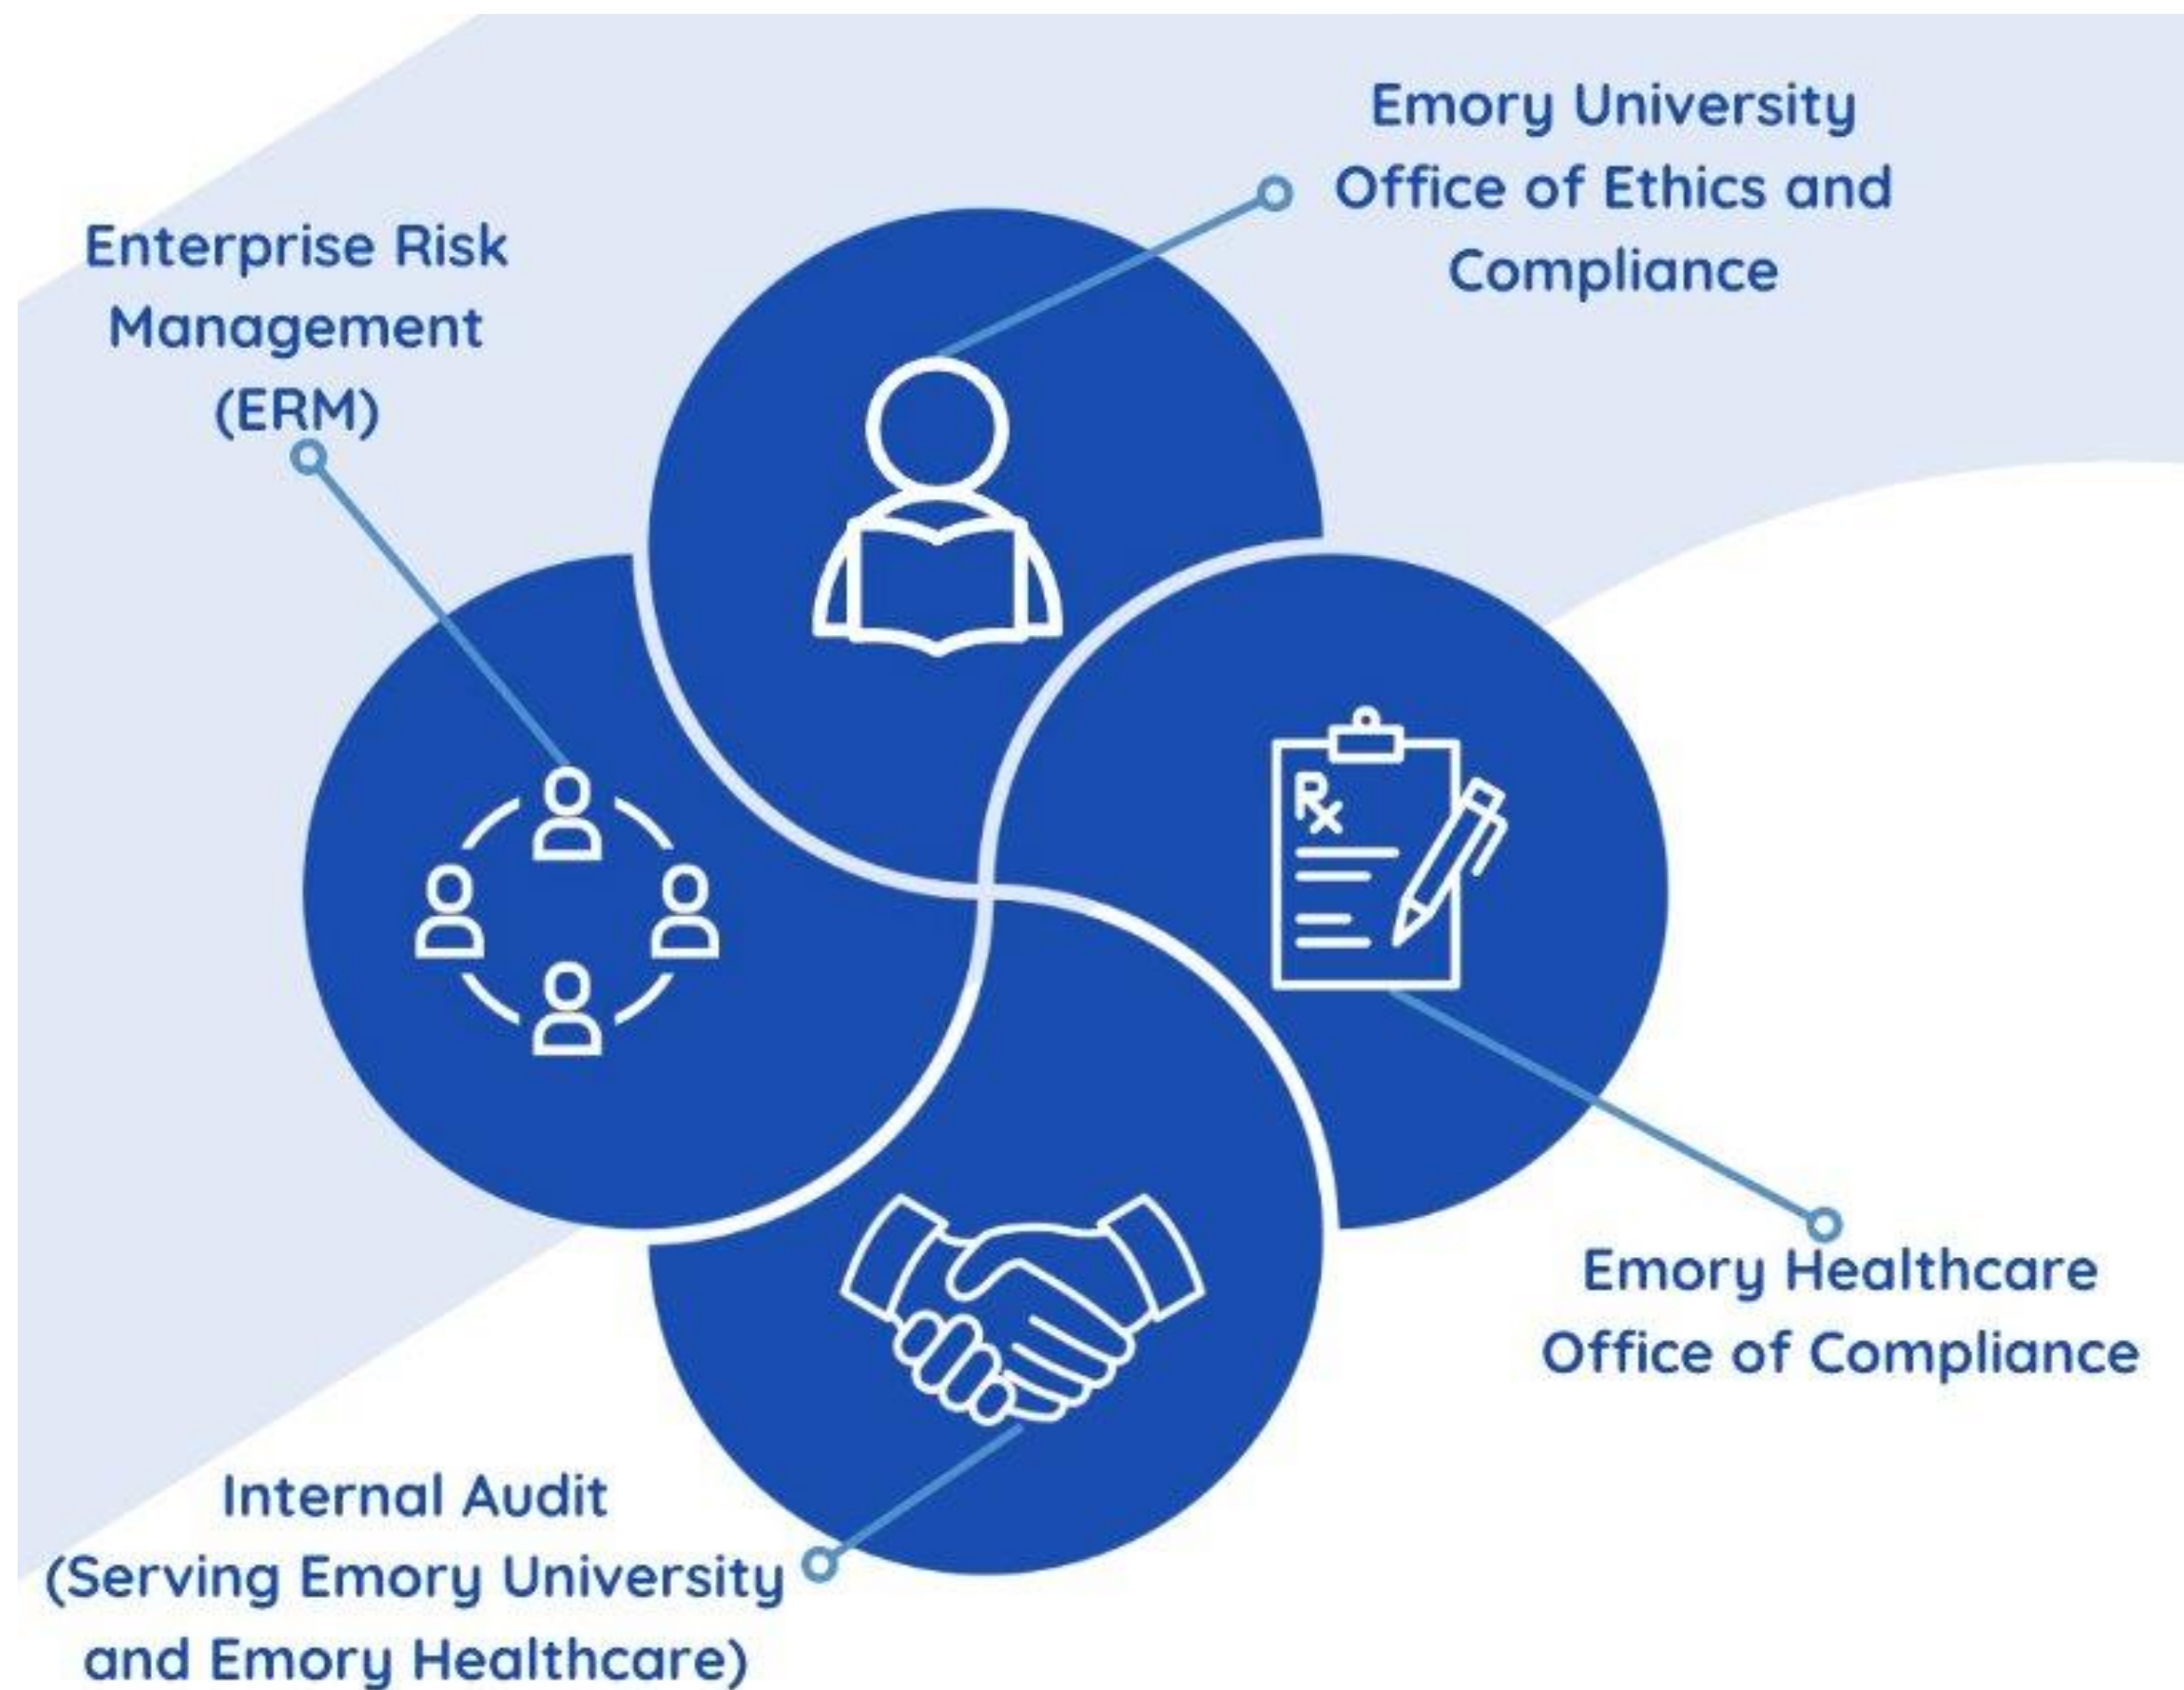 Emory University
Office of Ethics and
Compliance
Enterprise Risk
Management
(ERM)
Rx
Emory Healthcare
Office of Compliance
Internal Audit
(Serving Emory University
and Emory Healthcare)